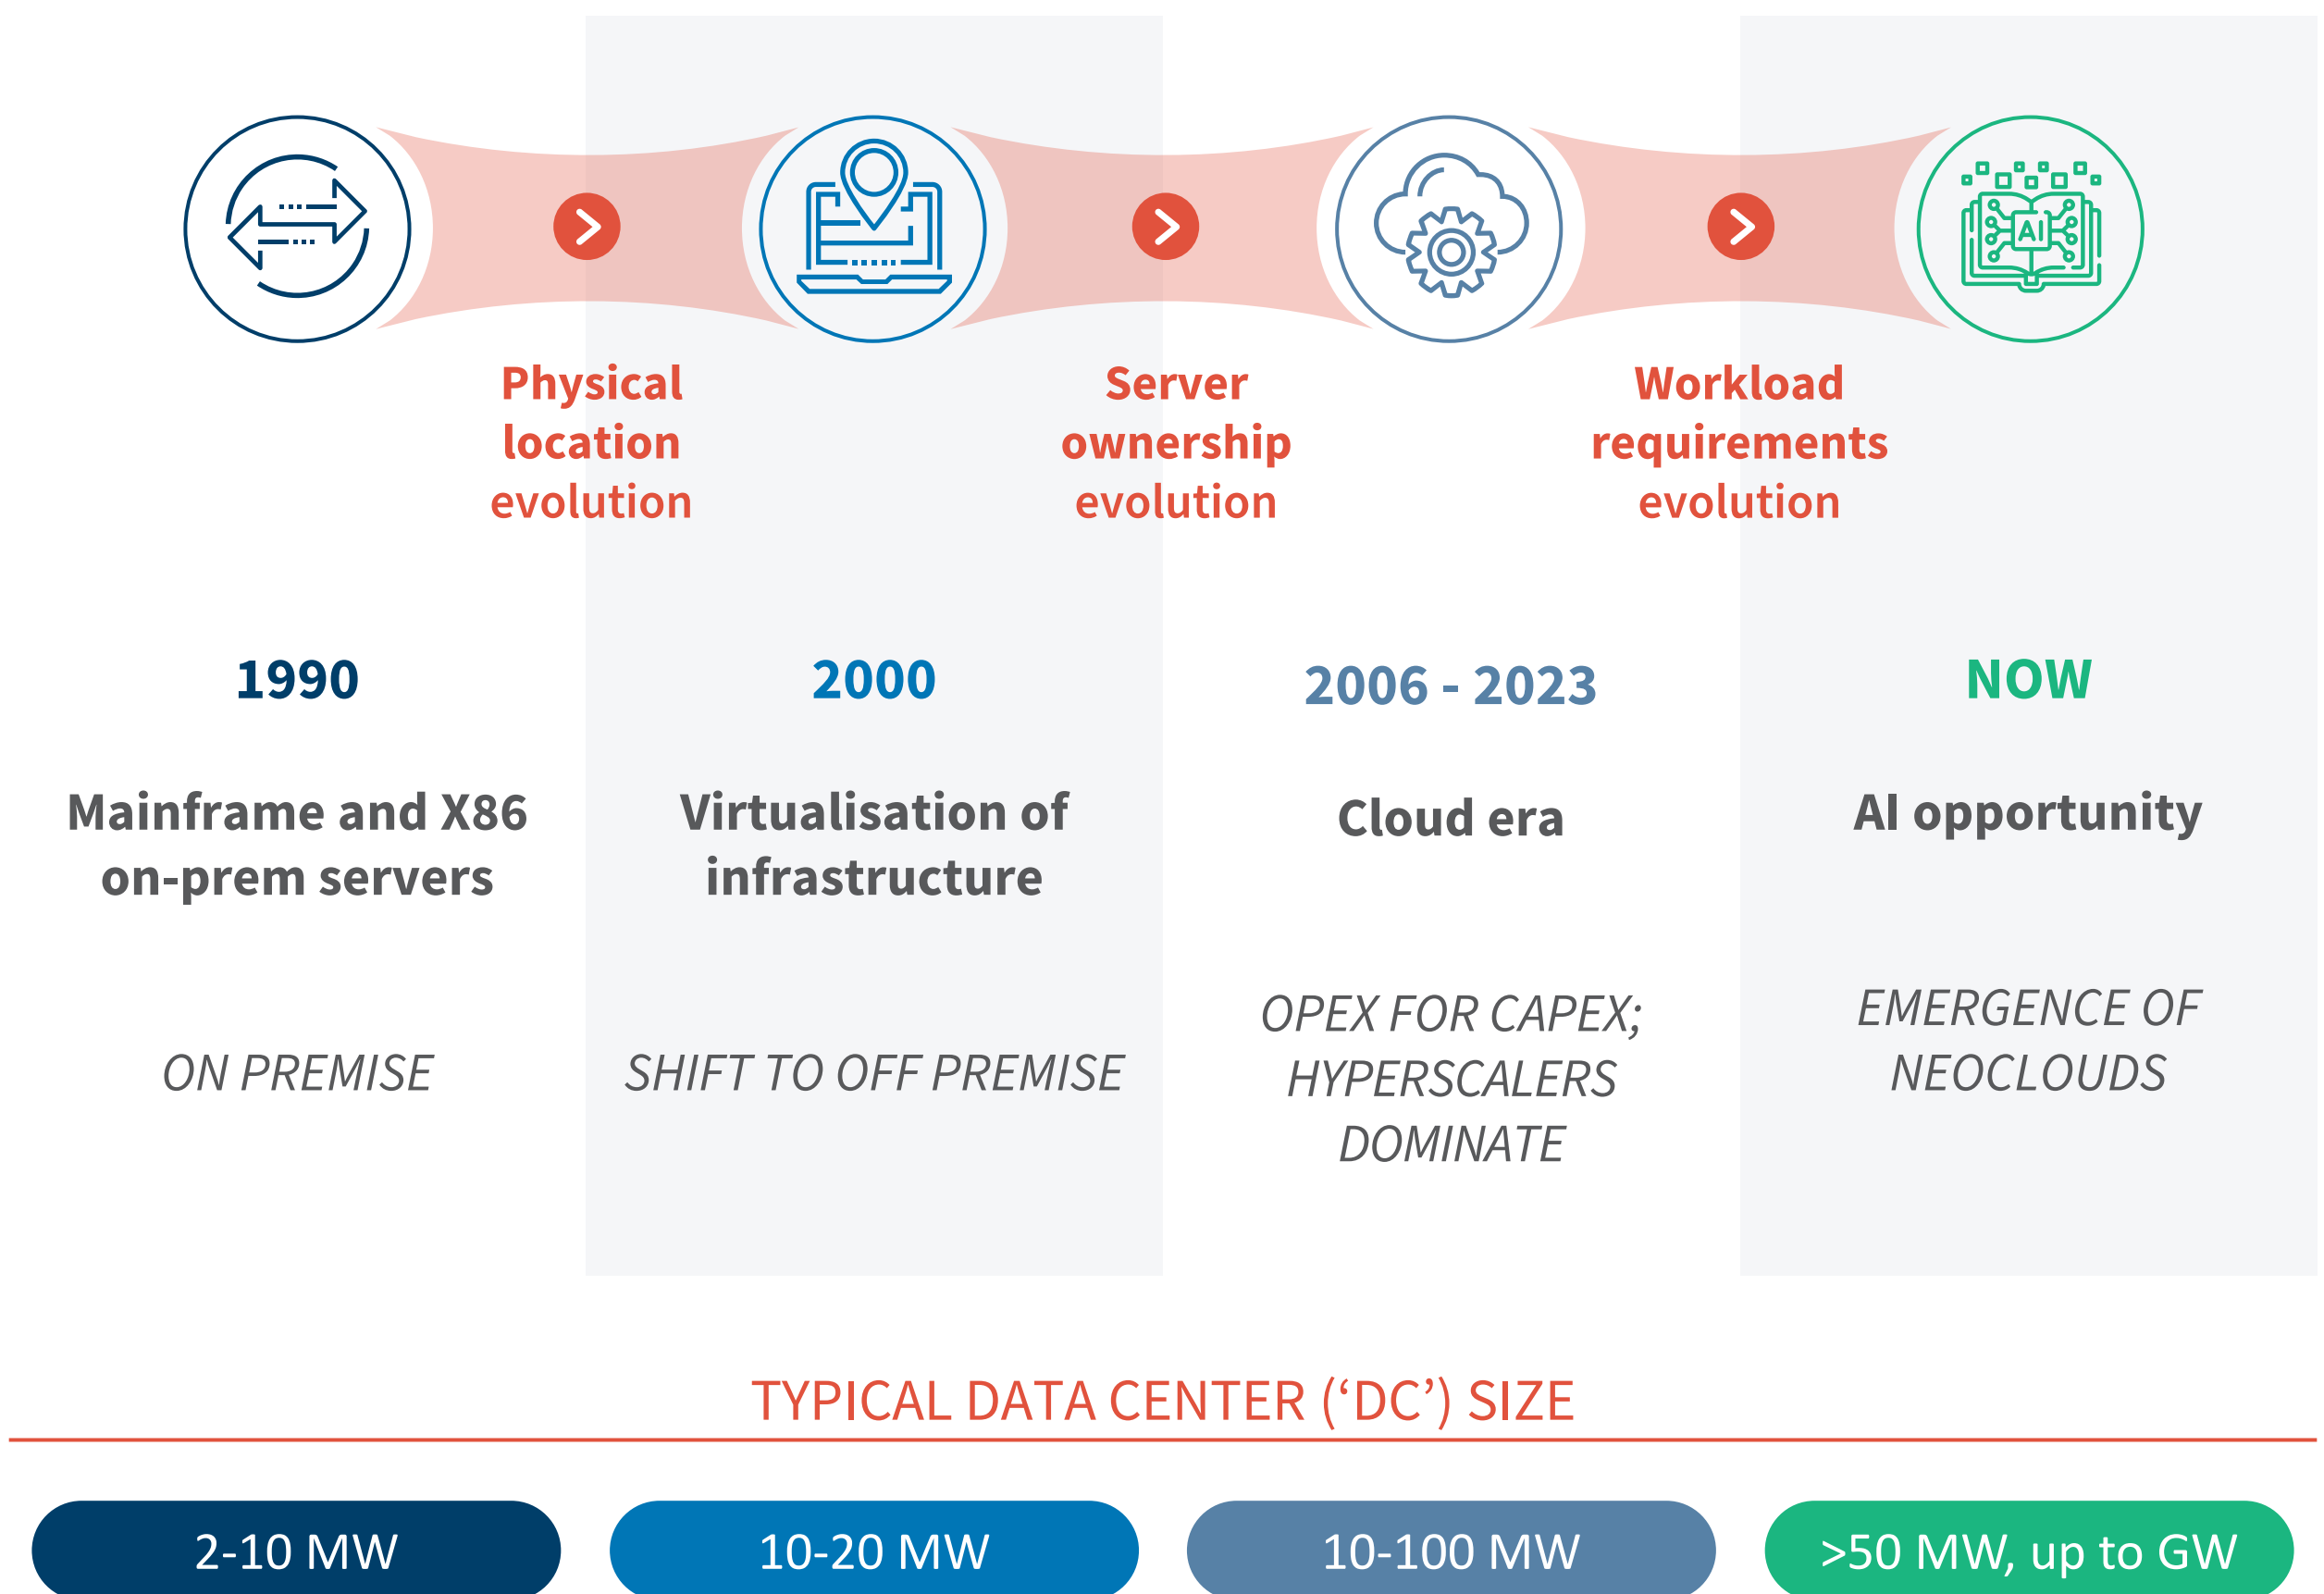 Physical
location
evolution
Server
ownership
evolution
Workload
requirements
evolution
1990
Mainframe and X86
on-prem servers
ON PREMISE
2000
Virtualisation of
infrastructure
SHIFT TO OFF PREMISE
2006 - 2023
Cloud era
OPEX FOR CAPEX;
HYPERSCALERS
DOMINATE
NOW
AI opportunity
EMERGENCE OF
NEOCLOUDS
AI
TYPICAL DATA CENTER (‘DC’) SIZE
2-10 MW
10-20 MW
10-100 MW
>50 MW, up to GW